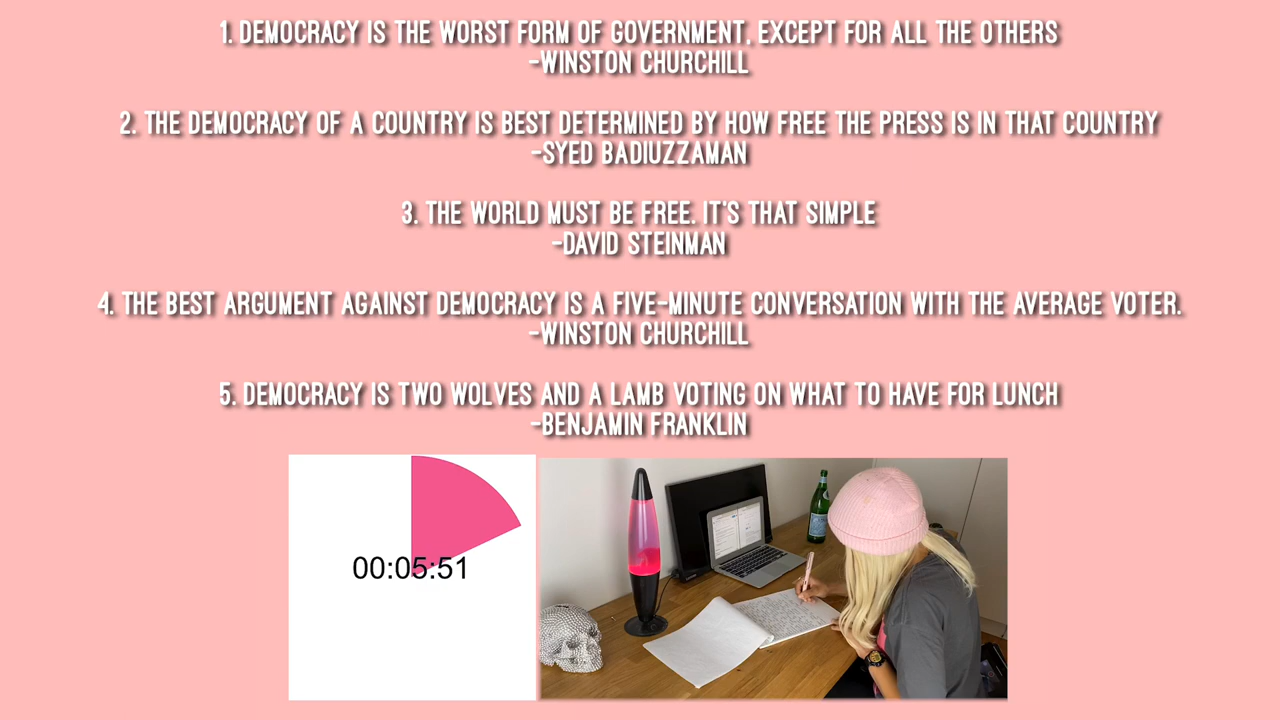 1. DEMOCRACY IS THE WORST FORM OF GOVERNMENT, EXCEPT FOR ALL THE OTHERS
-WINSTON CHURCHILL
2. THE DEMOCRACY OF A COUNTRY IS BEST DETERMINED BY HOW FREE THE PRESS IS IN THAT COUNTRY
-SYED BADIUZZAMAN
3. THE WORLD MUST BE FREE. IT'S THAT SIMPLE
-DAVID STEINMAN
4. THE BEST ARGUMENT AGAINST DEMOCRACY IS A FIVE-MINUTE CONVERSATION WITH THE AVERAGE VOTER.
-WINSTON CHURCHILL
5. DEMOCRACY IS TWO WOLVES AND A LAMB VOTING ON WHAT TO HAVE FOR LUNCH
-BENJAMIN FRANKLIN
00:05:51